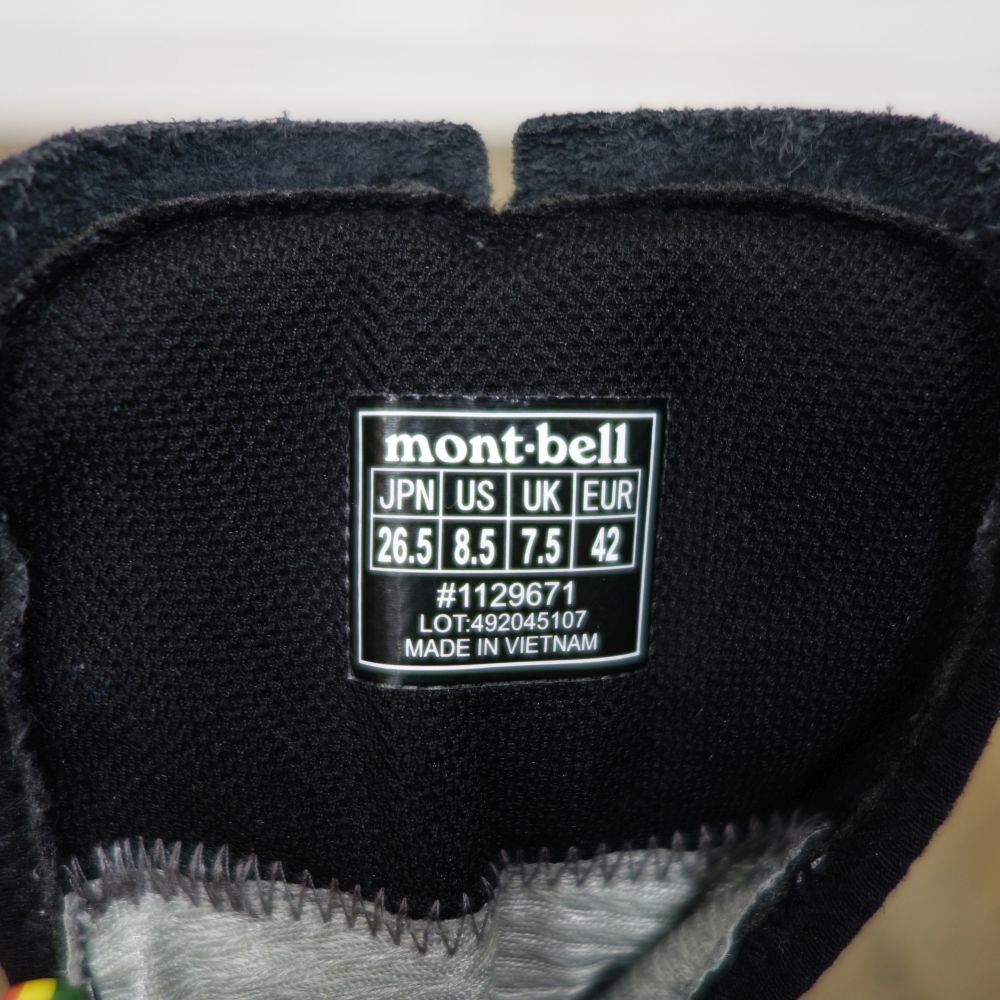 mont·bell
JPN US UK EUR
26.5 8.5 7.5 42
#1129671
LOT:492045107
MADE IN VIETNAM